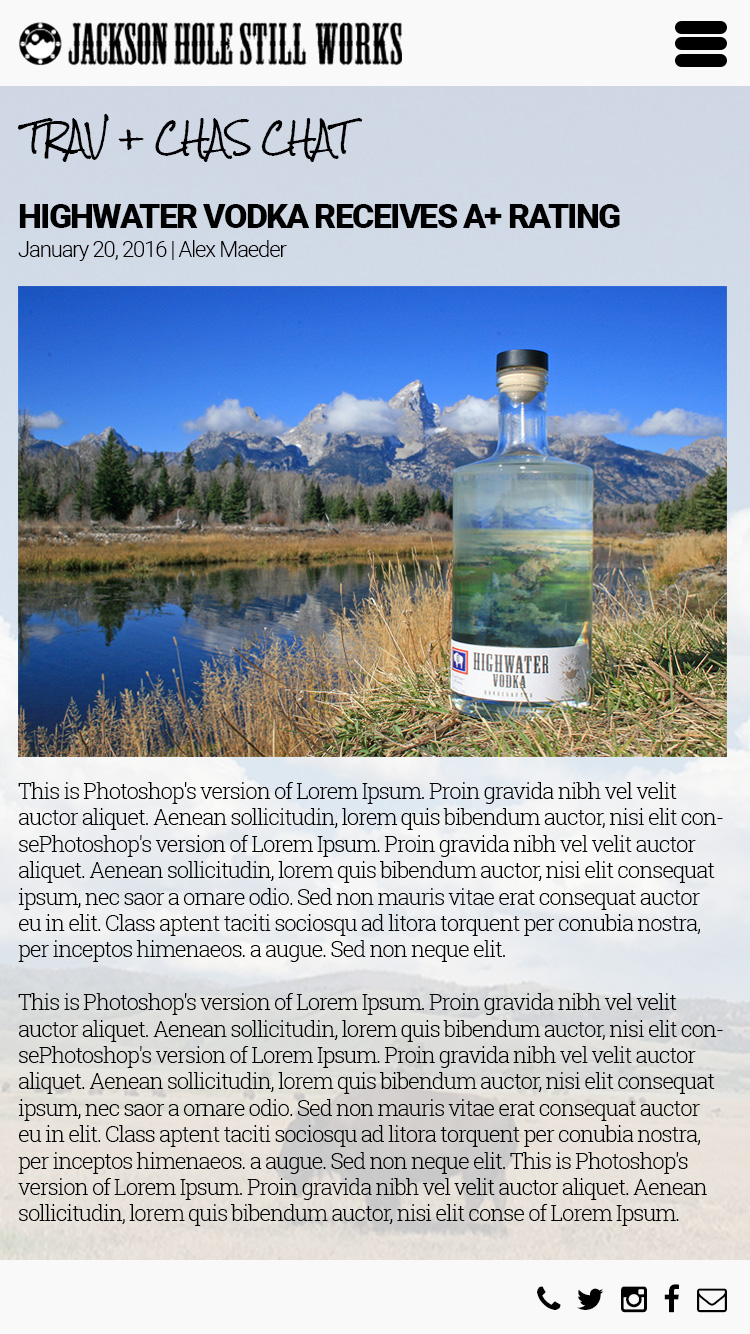 JACKSON HOLE STILL WORKS
TRAV + CHAS CHAT
HIGHWATER VODKA RECEIVES A+ RATING
January 20, 2016 | Alex Maeder
HIGHWATER
VODKA
HANDCRAFTED
This is Photoshop's version of Lorem Ipsum. Proin gravida nibh vel velit
auctor aliquet. Aenean sollicitudin, lorem quis bibendum auctor, nisi elit con-
sePhotoshop's version of Lorem Ipsum. Proin gravida nibh vel velit auctor
aliquet. Aenean sollicitudin, lorem quis bibendum auctor, nisi elit consequat
ipsum, nec saor a ornare odio. Sed non mauris vitae erat consequat auctor
eu in elit. Class aptent taciti sociosqu ad litora torquent per conubia nostra,
per inceptos himenaeos. a augue. Sed non neque elit.
This is Photoshop's version of Lorem Ipsum. Proin gravida nibh vel velit
auctor aliquet. Aenean sollicitudin, lorem quis bibendum auctor, nisi elit con-
sePhotoshop's version of Lorem Ipsum. Proin gravida nibh vel velit auctor
aliquet. Aenean sollicitudin, lorem quis bibendum auctor, nisi elit consequat
ipsum, nec saor a ornare odio. Sed non mauris vitae erat consequat auctor
eu in elit. Class aptent taciti sociosqu ad litora torquent per conubia nostra,
per inceptos himenaeos. a augue. Sed non neque elit. This is Photoshop's
version of Lorem Ipsum. Proin gravida nibh vel velit auctor aliquet. Aenean
sollicitudin, lorem quis bibendum auctor, nisi elit conse of Lorem Ipsum.